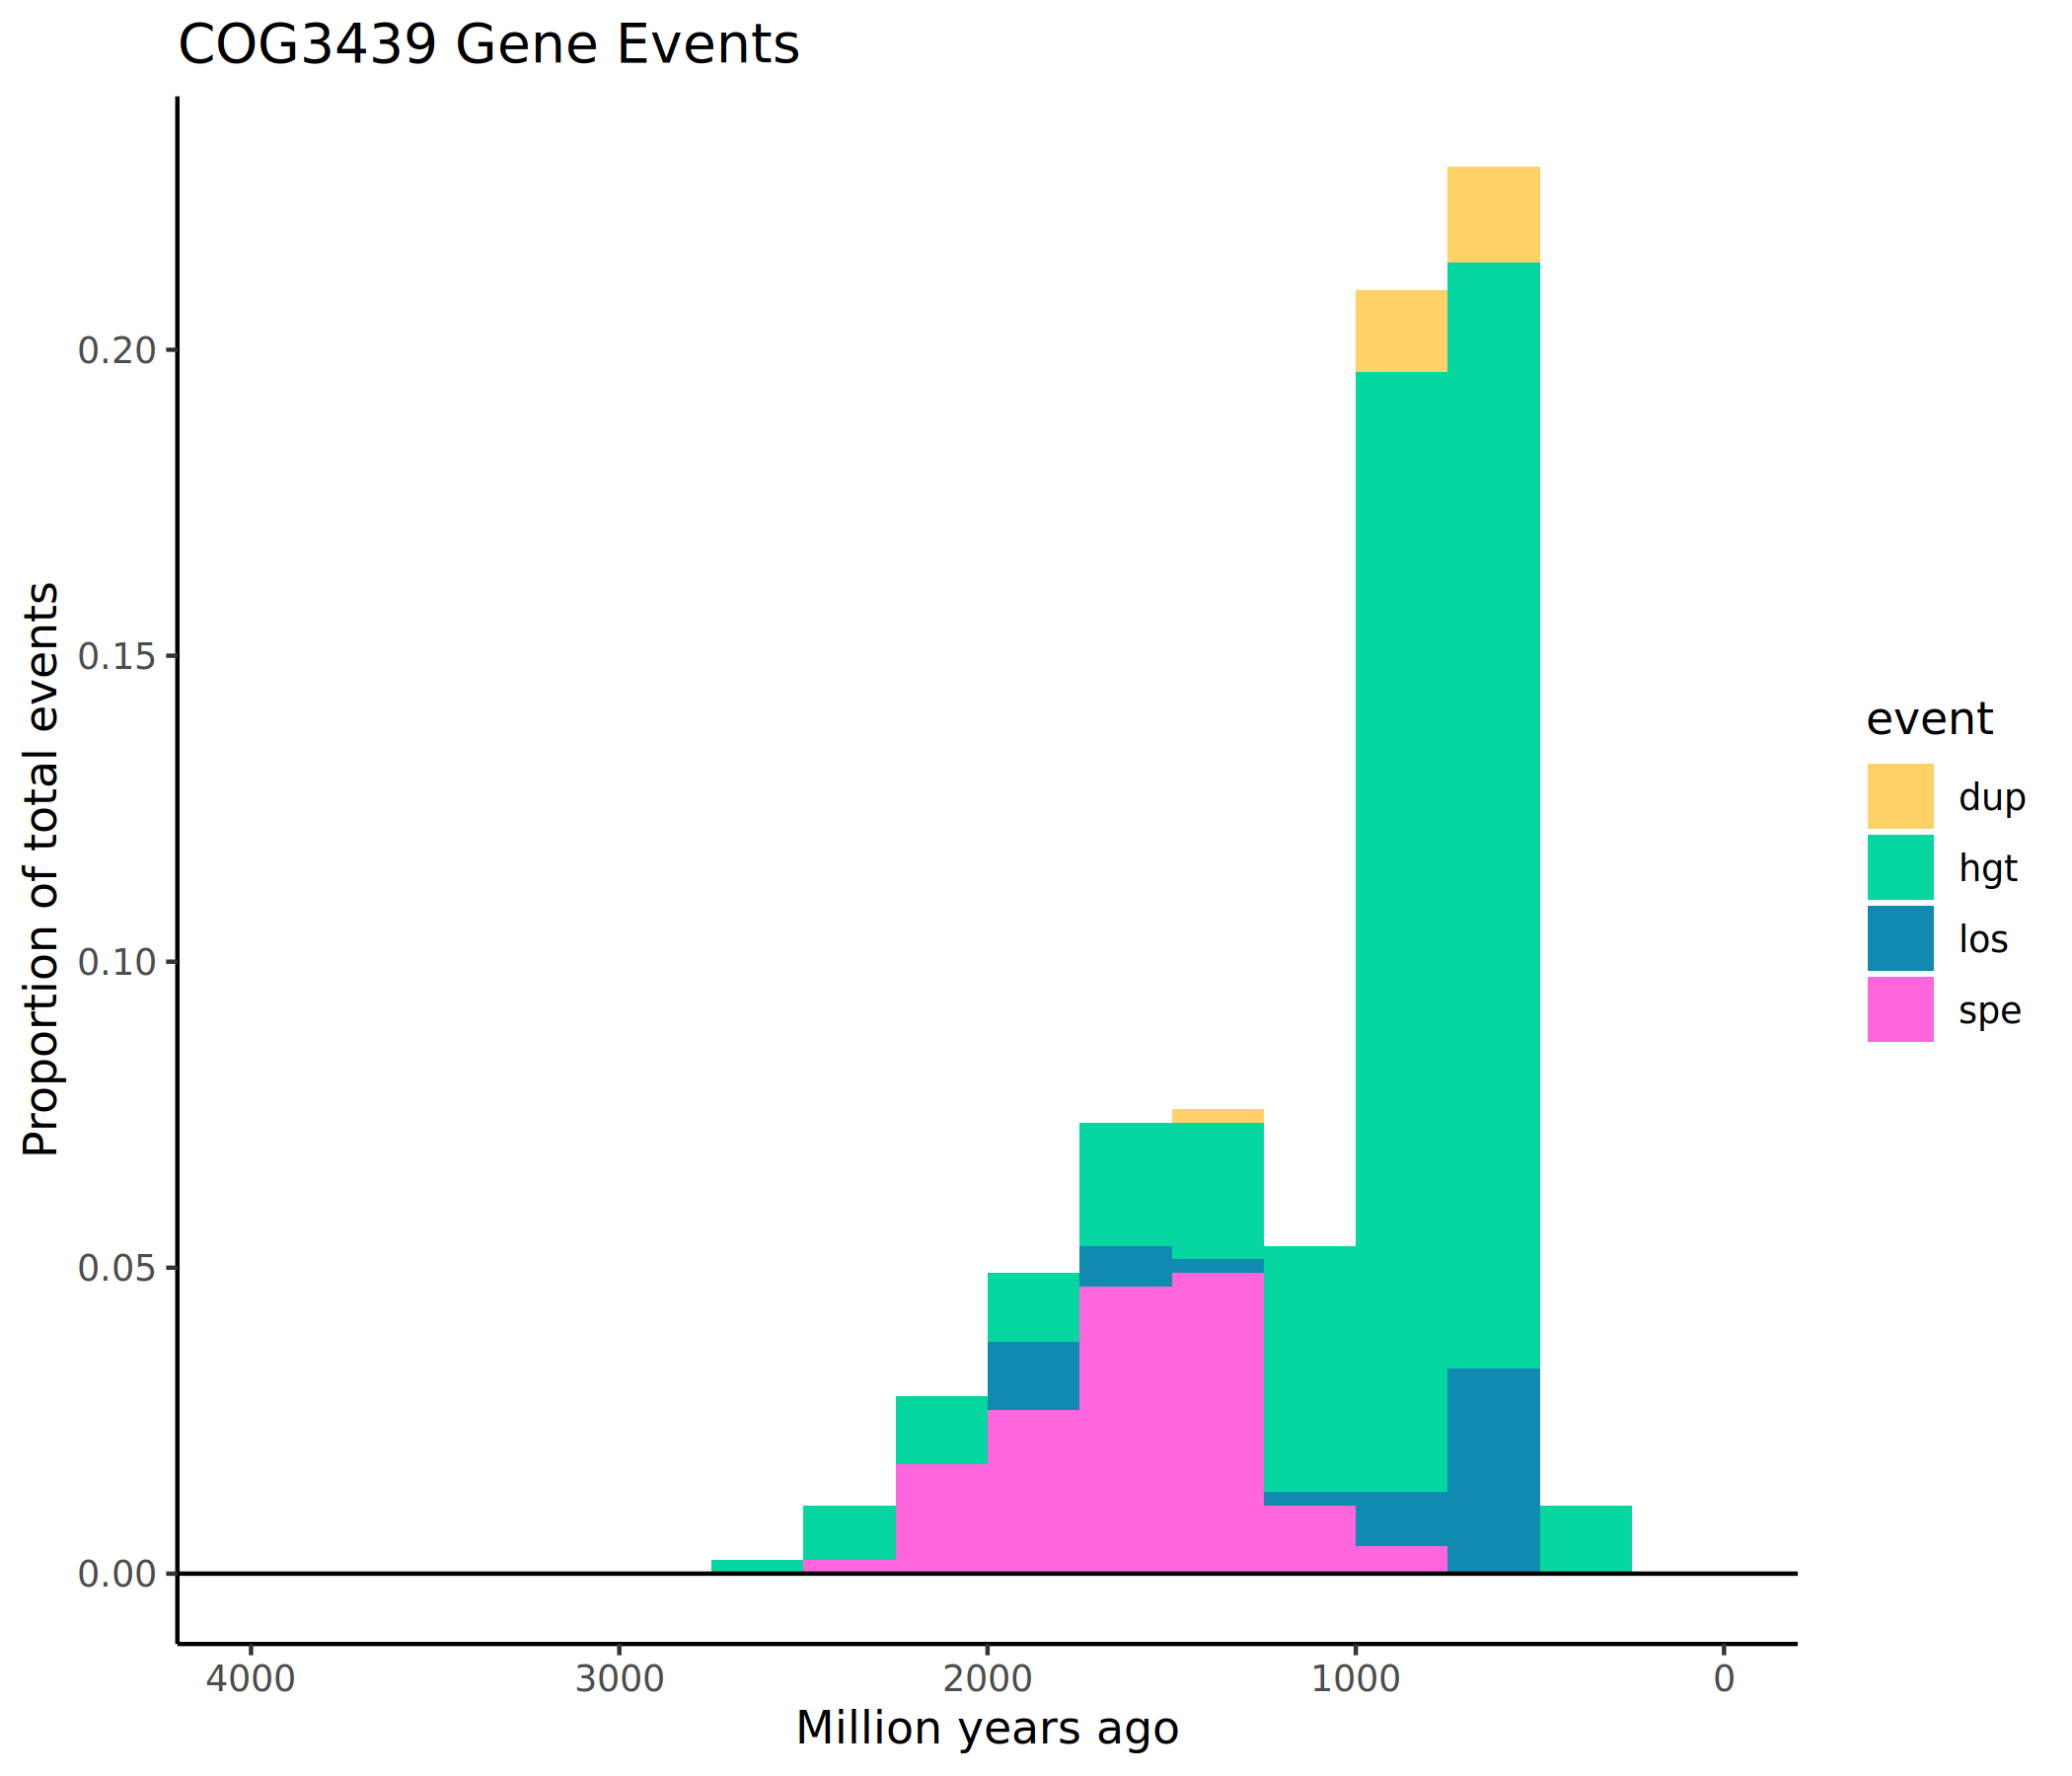 COG3439 Gene Events
Proportion of total events
0.20
0.15
0.10
0.05
0.00
4000 3000 2000 1000 0
Million years ago
event
dup
hgt
los
spe